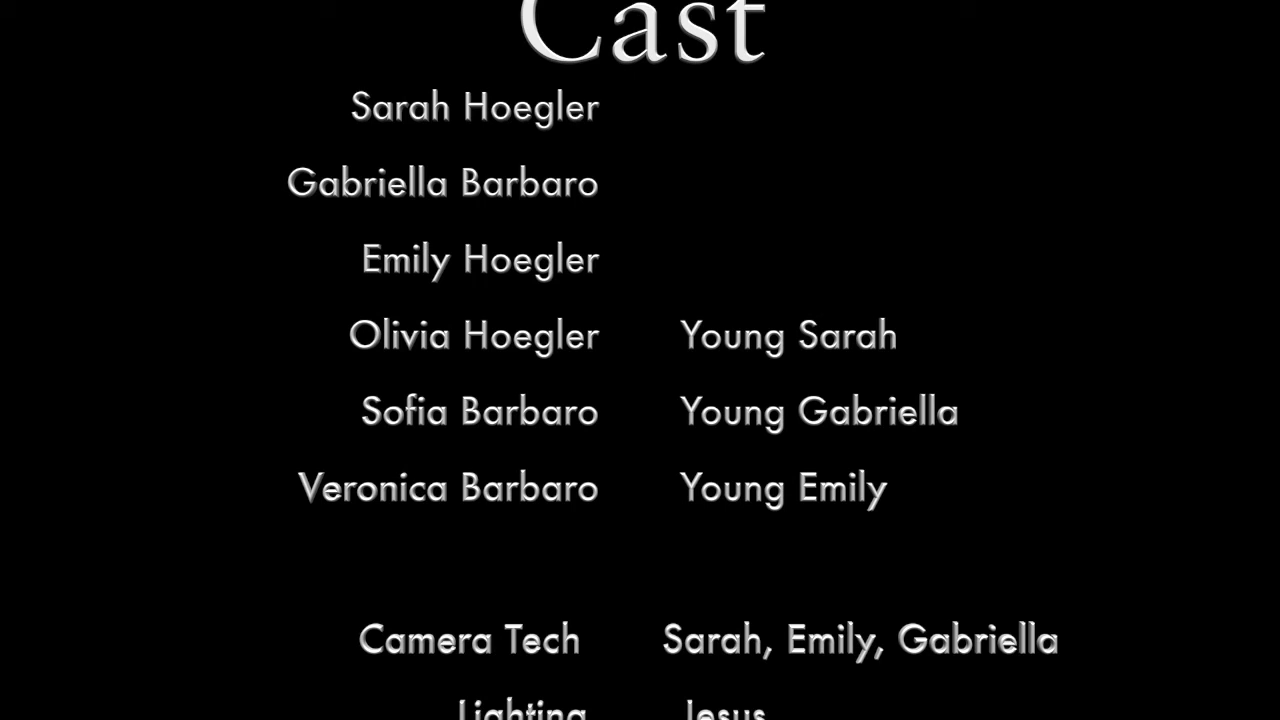 Cast
Sarah Hoegler
Gabriella Barbaro
Emily Hoegler
Olivia Hoegler Young Sarah
Sofia Barbaro Young Gabriella
Veronica Barbaro Young Emily
Camera Tech Sarah, Emily, Gabriella
Lighting Jesus